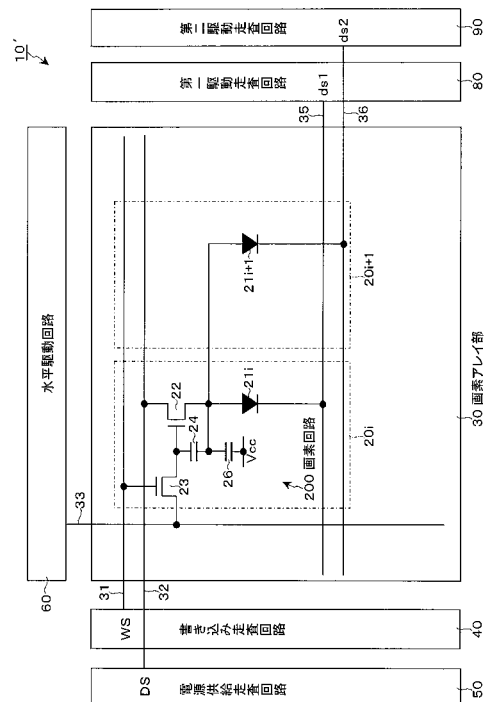 10´
第二駆動走査回路
ds2
90
第一駆動走査回路
ds1
80
35
36
水平駆動回路
60
33
31
32
21i+1
20i+1
22
21i
24
23
26
Vcc
200 画素回路
20i
30 画素アレイ部
WS
書き込み走査回路
40
DS
電源供給走査回路
50